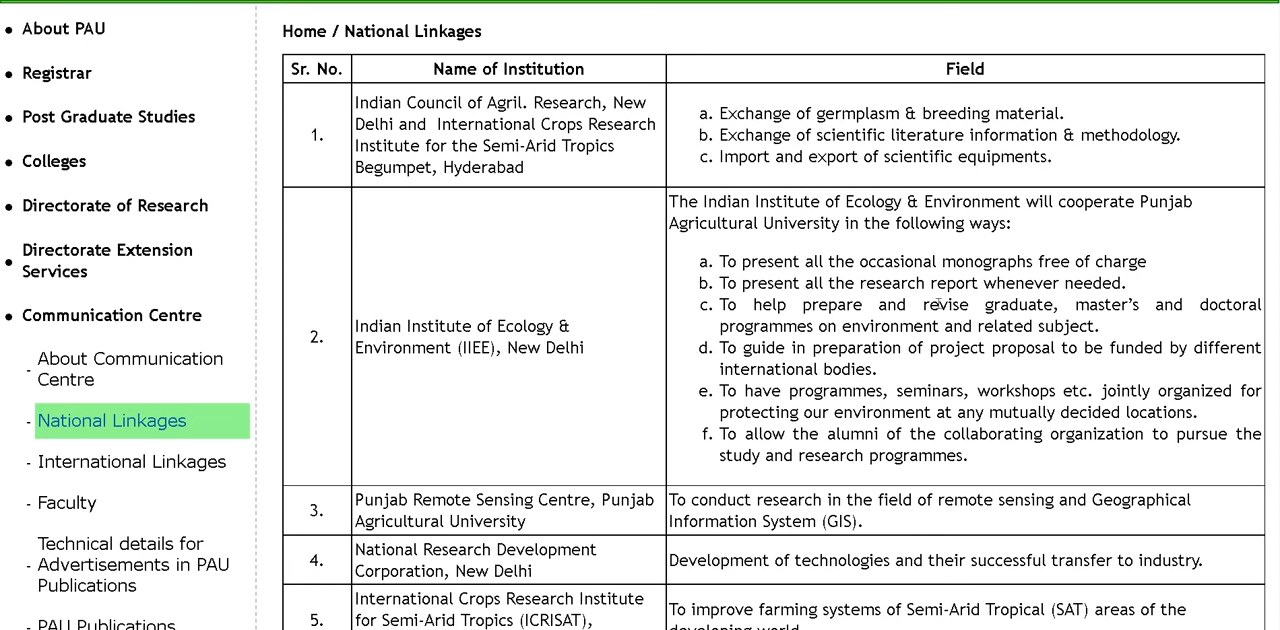 About PAU
Registrar
Post Graduate Studies
Colleges
Directorate of Research
Directorate Extension
Services
Communication Centre
About Communication
Centre
National Linkages
International Linkages
Faculty
Technical details for
Advertisements in PAU
Publications
PAU Publications
Home / National Linkages
Sr. No. Name of Institution Field
1.
Indian Council of Agril. Research, New
Delhi and International Crops Research
Institute for the Semi-Arid Tropics
Begumpet, Hyderabad
a. Exchange of germplasm & breeding material.
b. Exchange of scientific literature information & methodology.
c. Import and export of scientific equipments.
2.
Indian Institute of Ecology &
Environment (IIEE), New Delhi
The Indian Institute of Ecology & Environment will cooperate Punjab
Agricultural University in the following ways:
a. To present all the occasional monographs free of charge
b. To present all the research report whenever needed.
c. To help prepare and revise graduate, master's and doctoral
programmes on environment and related subject.
d. To guide in preparation of project proposal to be funded by different
international bodies.
e. To have programmes, seminars, workshops etc. jointly organized for
protecting our environment at any mutually decided locations.
f. To allow the alumni of the collaborating organization to pursue the
study and research programmes.
3.
Punjab Remote Sensing Centre, Punjab
Agricultural University
To conduct research in the field of remote sensing and Geographical
Information System (GIS).
4.
National Research Development
Corporation, New Delhi
Development of technologies and their successful transfer to industry.
5.
International Crops Research Institute
for Semi-Arid Tropics (ICRISAT),
To improve farming systems of Semi-Arid Tropical (SAT) areas of the
developing world